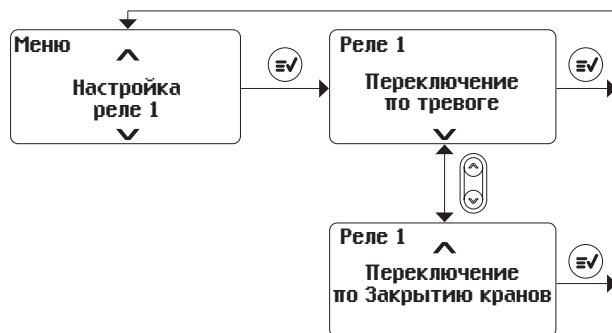 Меню
Настройка
реле 1
Реле 1
Переключение
по тревоге
Реле 1
Переключение
по Закрытию кранов